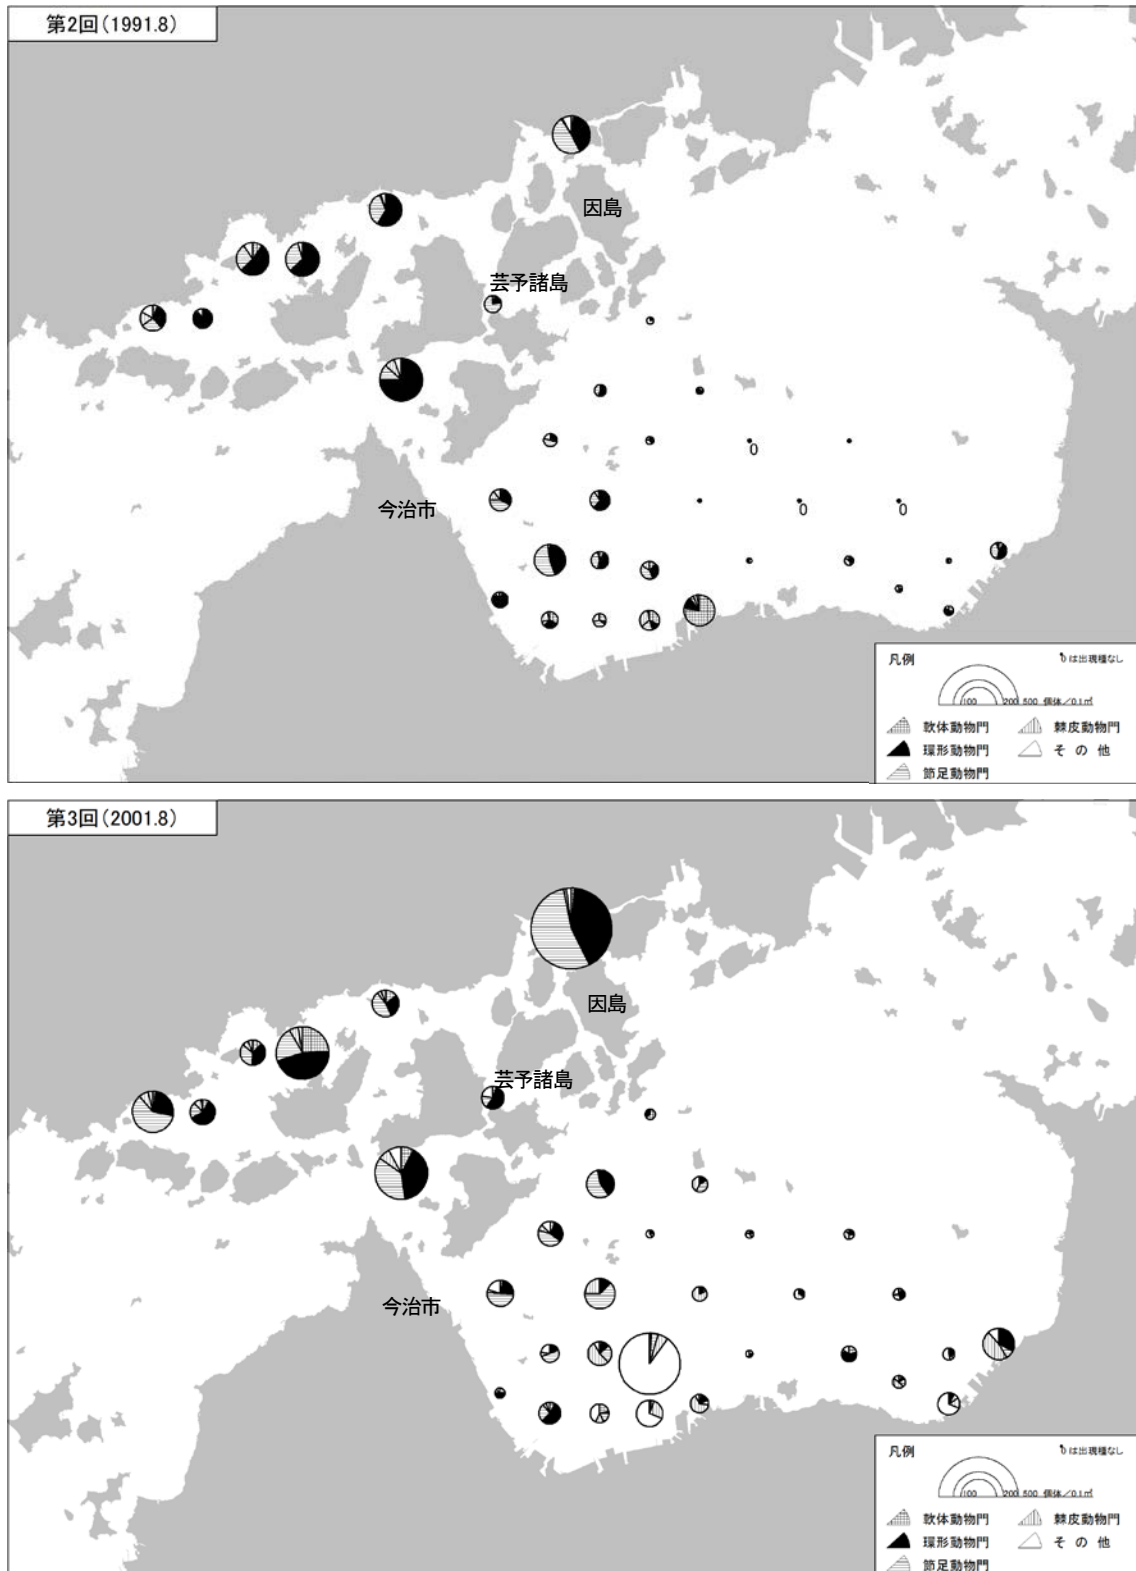 第2回(1991.8)
因島
芸予諸島
0
今治市
0
0
凡例
0は出現種なし
100 200 500 個体/0.1㎡
軟体動物門
棘皮動物門
環形動物門
その他
節足動物門
第3回(2001.8)
因島
芸予諸島
今治市
凡例
0は出現種なし
100 200 500 個体/0.1㎡
軟体動物門
棘皮動物門
環形動物門
その他
節足動物門